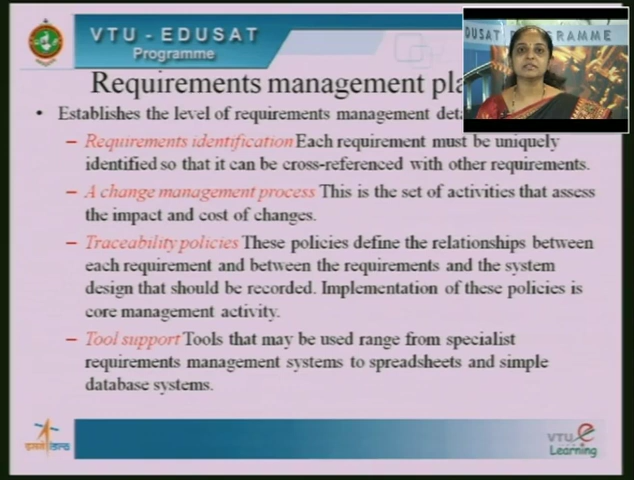 VTU - EDUSAT
Programme
DUSAT PROGRAMME
Requirements management pla
• Establishes the level of requirements management deta
– Requirements identification Each requirement must be uniquely
identified so that it can be cross-referenced with other requirements.
– A change management process This is the set of activities that assess
the impact and cost of changes.
– Traceability policies These policies define the relationships between
each requirement and between the requirements and the system
design that should be recorded. Implementation of these policies is
core management activity.
– Tool support Tools that may be used range from specialist
requirements management systems to spreadsheets and simple
database systems.
VTU e
Learning